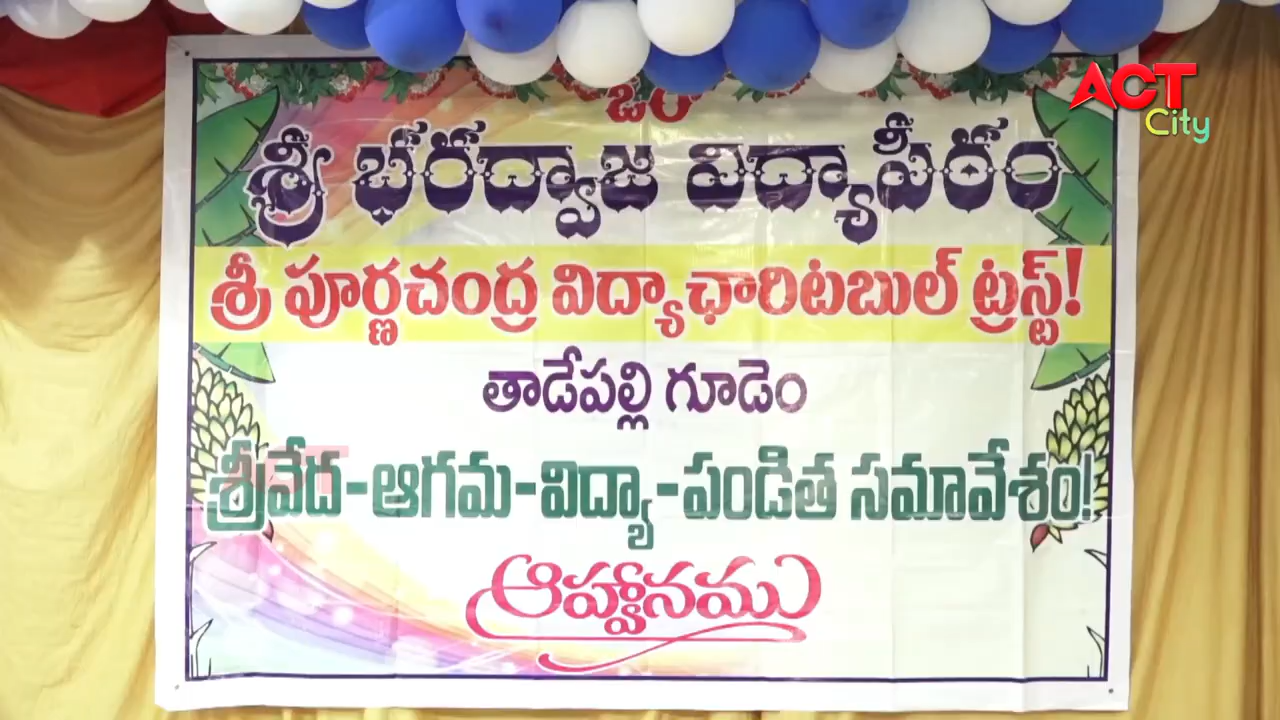 ACT
City
ఓం
శ్రీ భరద్వాజ విద్యాపీఠం
శ్రీ పూర్ణచంద్ర విద్యాఛారిటబుల్ ట్రస్ట్!
తాడేపల్లి గూడెం
శ్రీవేద-ఆగమ-విద్యా-పండిత సమావేశం!
ఆహ్వానము